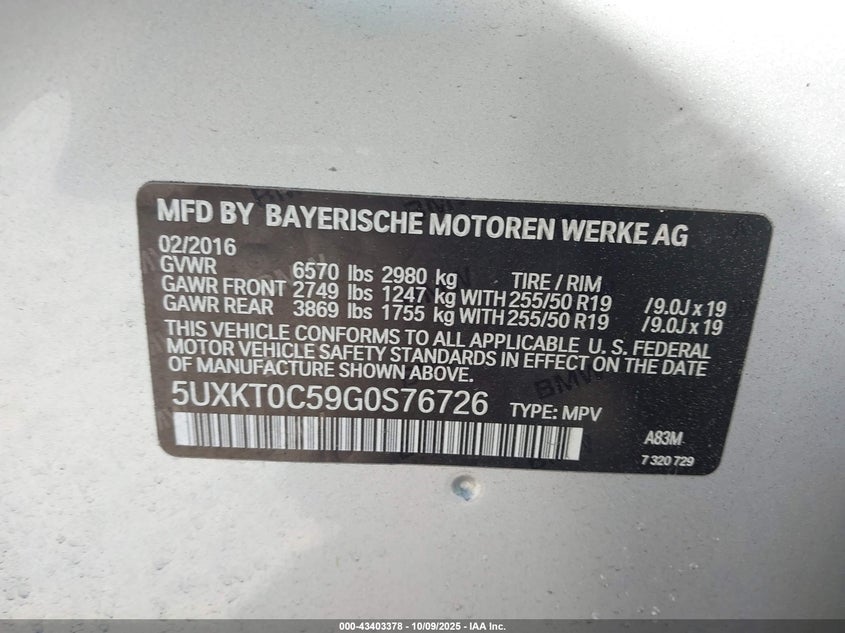 MFD BY BAYERISCHE MOTOREN WERKE AG
02/2016
GVWR 6570 lbs 2980 kg TIRE / RIM
GAWR FRONT 2749 lbs 1247 kg WITH 255/50 R19 /9.0J x 19
GAWR REAR 3869 lbs 1755 kg WITH 255/50 R19 /9.0J x 19
THIS VEHICLE CONFORMS TO ALL APPLICABLE U. S. FEDERAL
MOTOR VEHICLE SAFETY STANDARDS IN EFFECT ON THE DATE
OF MANUFACTURE SHOWN ABOVE.
5UXKT0C59G0S76726 TYPE: MPV
A83M
7 320 729
BMW
000-43403378 - 10/09/2025 - IAA Inc.